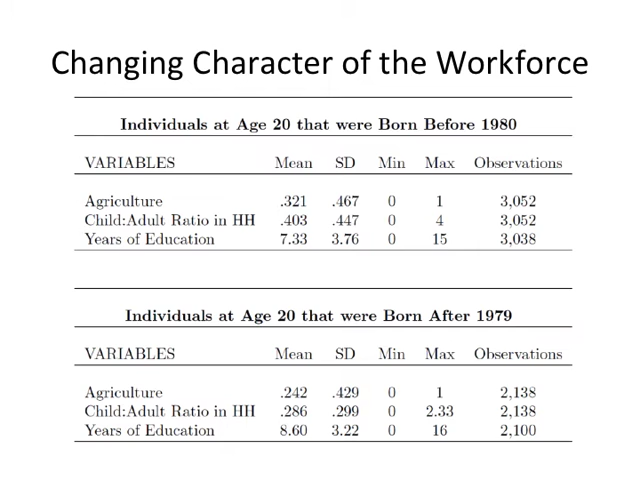 Changing Character of the Workforce
Individuals at Age 20 that were Born Before 1980
VARIABLES Mean SD Min Max Observations
Agriculture .321 .467 0 1 3,052
Child:Adult Ratio in HH .403 .447 0 4 3,052
Years of Education 7.33 3.76 0 15 3,038
Individuals at Age 20 that were Born After 1979
VARIABLES Mean SD Min Max Observations
Agriculture .242 .429 0 1 2,138
Child:Adult Ratio in HH .286 .299 0 2.33 2,138
Years of Education 8.60 3.22 0 16 2,100